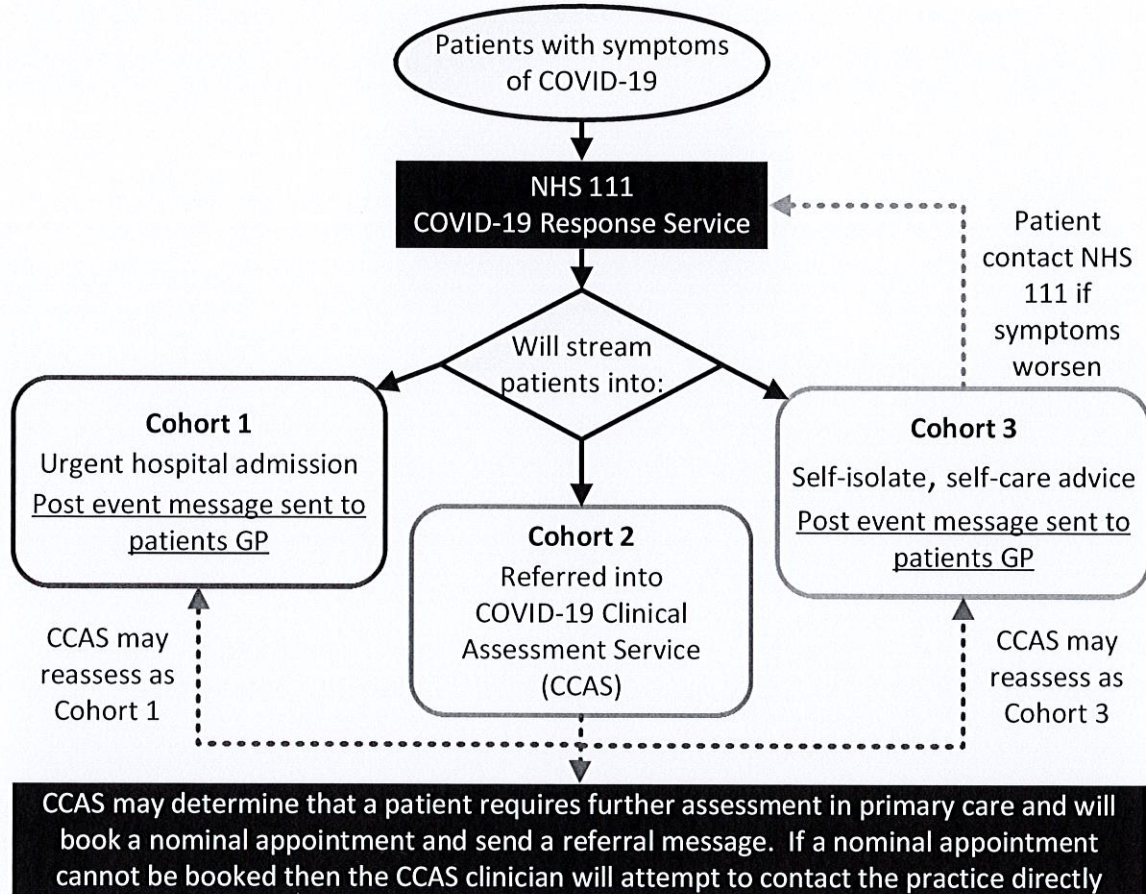 Patients with symptoms
of COVID-19
NHS 111
COVID-19 Response Service
Patient
contact NHS
111 if
symptoms
worsen
Will stream
patients into:
Cohort 1
Urgent hospital admission
Post event message sent to
patients GP
Cohort 2
Referred into
COVID-19 Clinical
Assessment Service
(CCAS)
Cohort 3
Self-isolate, self-care advice
Post event message sent to
patients GP
CCAS may
reassess as
Cohort 1
CCAS may
reassess as
Cohort 3
CCAS may determine that a patient requires further assessment in primary care and will
book a nominal appointment and send a referral message. If a nominal appointment
cannot be booked then the CCAS clinician will attempt to contact the practice directly